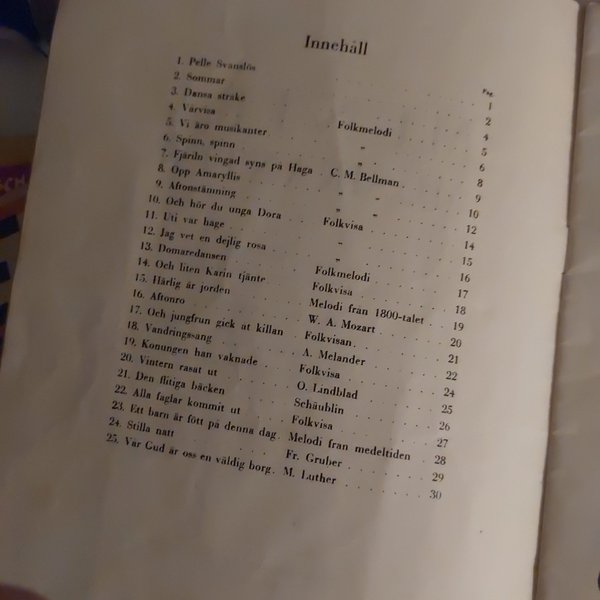 Innehåll
Pag.
1. Pelle Svanslös . . . . 1
2. Sommar . . . . 2
3. Dansa sträke . . . . 4
4. Vårvisa Folkmelodi . . . . 5
5. Vi äro musikanter „ . . . . 6
6. Spinn, spinn „ . . . . 8
7. Fjärdn vingad syns på Haga C. M. Bellman . . . . 9
8. Opp Amaryllis „ „ . . . . 10
9. Aftonstämning „ „ . . . . 12
10. Och hör du unga Dora Folkvisa . . . . 14
11. Uti vår hage „ . . . . 15
12. Jag vet en dejlig rosa „ . . . . 16
13. Domaredansen Folkmelodi . . . . 17
14. Och liten Karin tjänte Folkvisa . . . . 18
15. Härlig är jorden Melodi från 1800-talet . . 19
16. Aftonro W. A. Mozart . . . . 20
17. Och jungfrun gick åt källan Folkvisan . . . . 21
18. Vandringssång A. Melander . . . . 22
19. Konungen han vaknade Folkvisa . . . . 24
20. Vintern rasat ut O. Lindblad . . . . 25
21. Den flitiga bäcken Schäublin . . . . 26
22. Alla fåglar kommit ut Folkvisa . . . . 27
23. Ett barn är fött på denna dag Melodi från medeltiden . . 28
24. Stilla natt Fr. Gruber . . . . 29
25. Vår Gud är oss en väldig borg . M. Luther . . . . 30